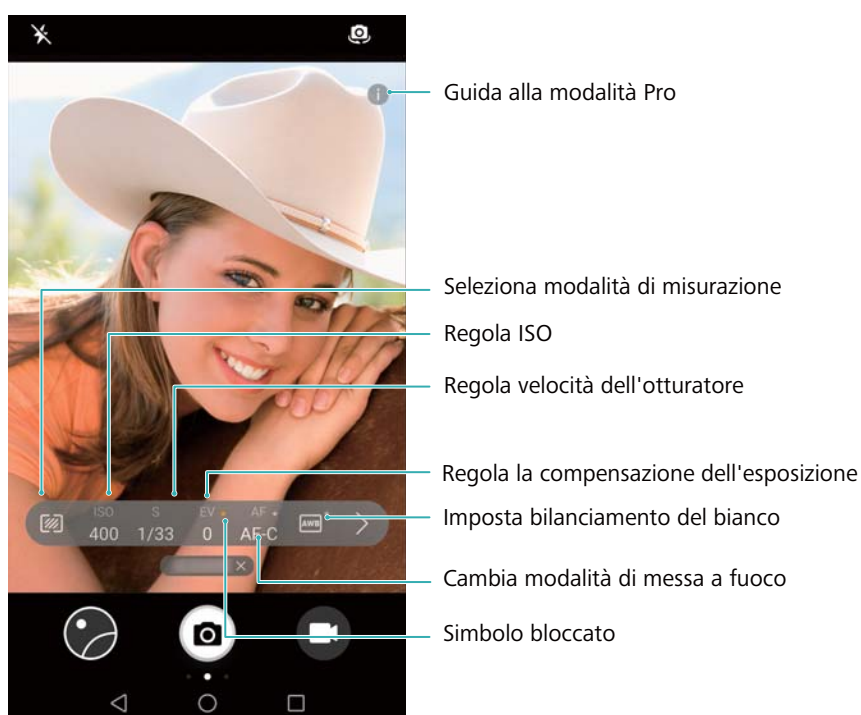 Guida alla modalità Pro
Seleziona modalità di misurazione
Regola ISO
Regola velocità dell'otturatore
Regola la compensazione dell'esposizione
ISO S EV AF
400 1/33 0 AF-C AWB
Imposta bilanciamento del bianco
Cambia modalità di messa a fuoco
Simbolo bloccato